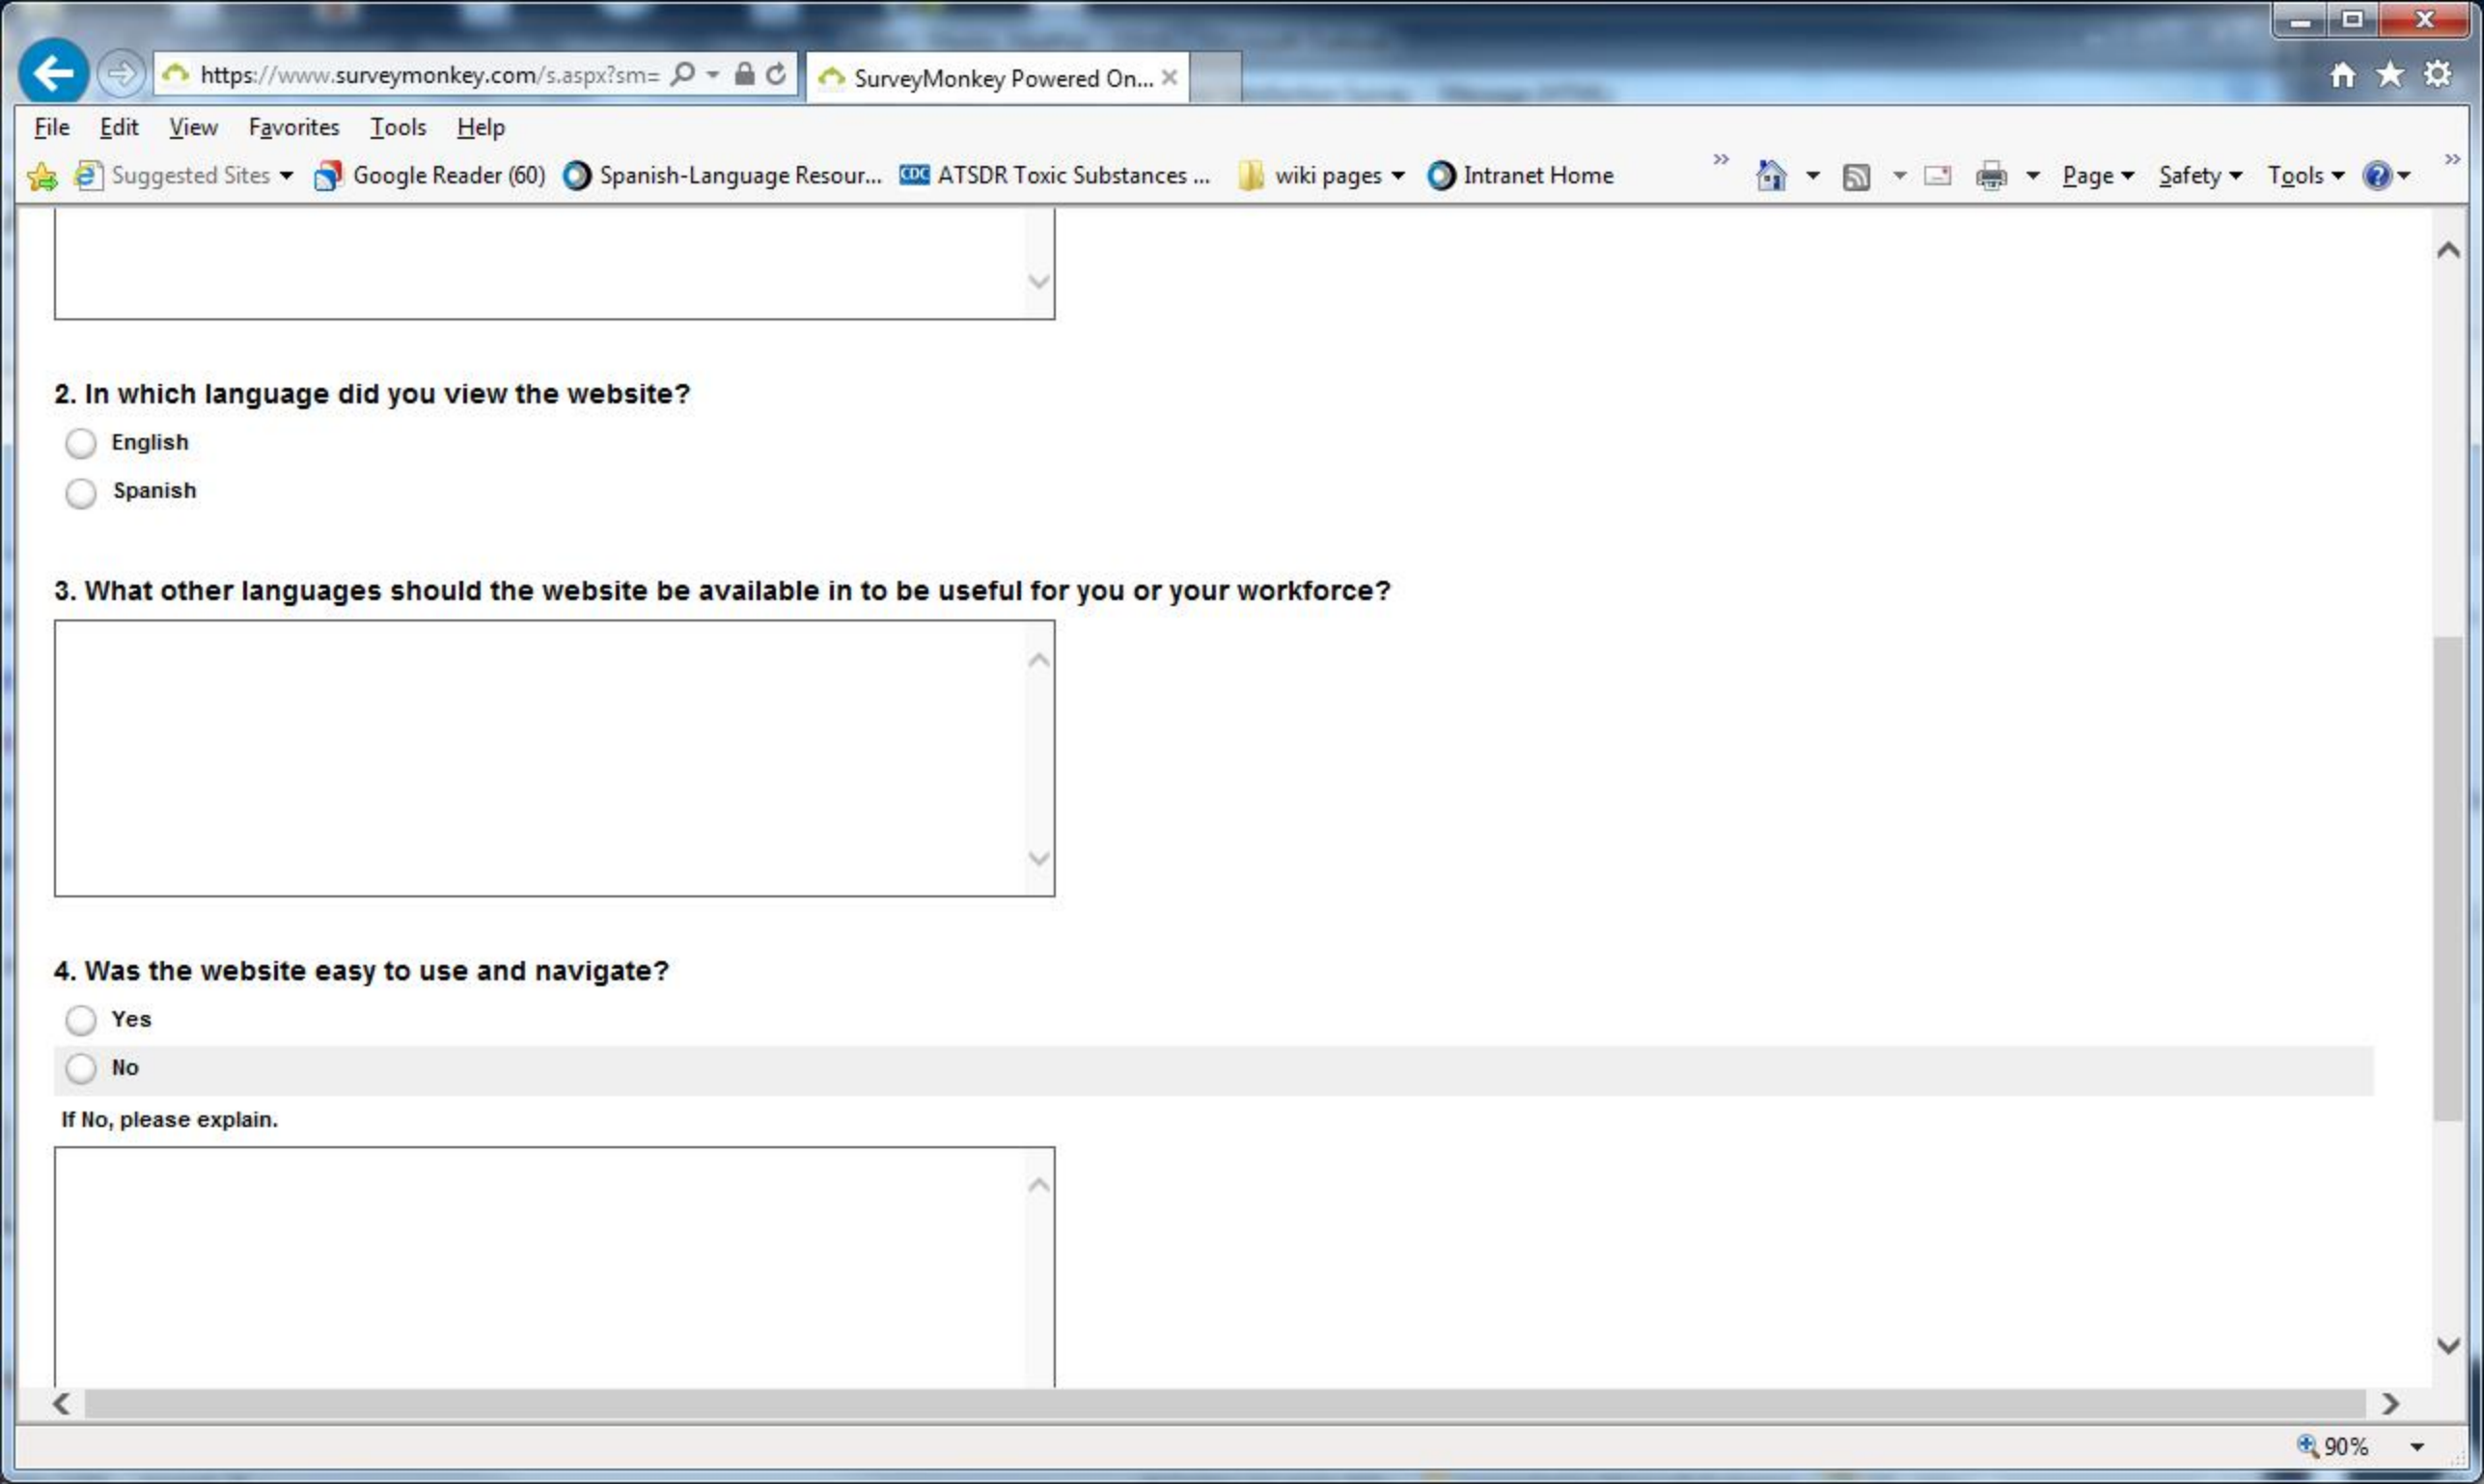 https://www.surveymonkey.com/s.aspx?sm=
SurveyMonkey Powered On...
File Edit View Favorites Tools Help
Suggested Sites Google Reader (60) Spanish-Language Resour... CDC ATSDR Toxic Substances ... wiki pages Intranet Home » Page Safety Tools »
2. In which language did you view the website?
English
Spanish
3. What other languages should the website be available in to be useful for you or your workforce?
4. Was the website easy to use and navigate?
Yes
No
If No, please explain.
90%